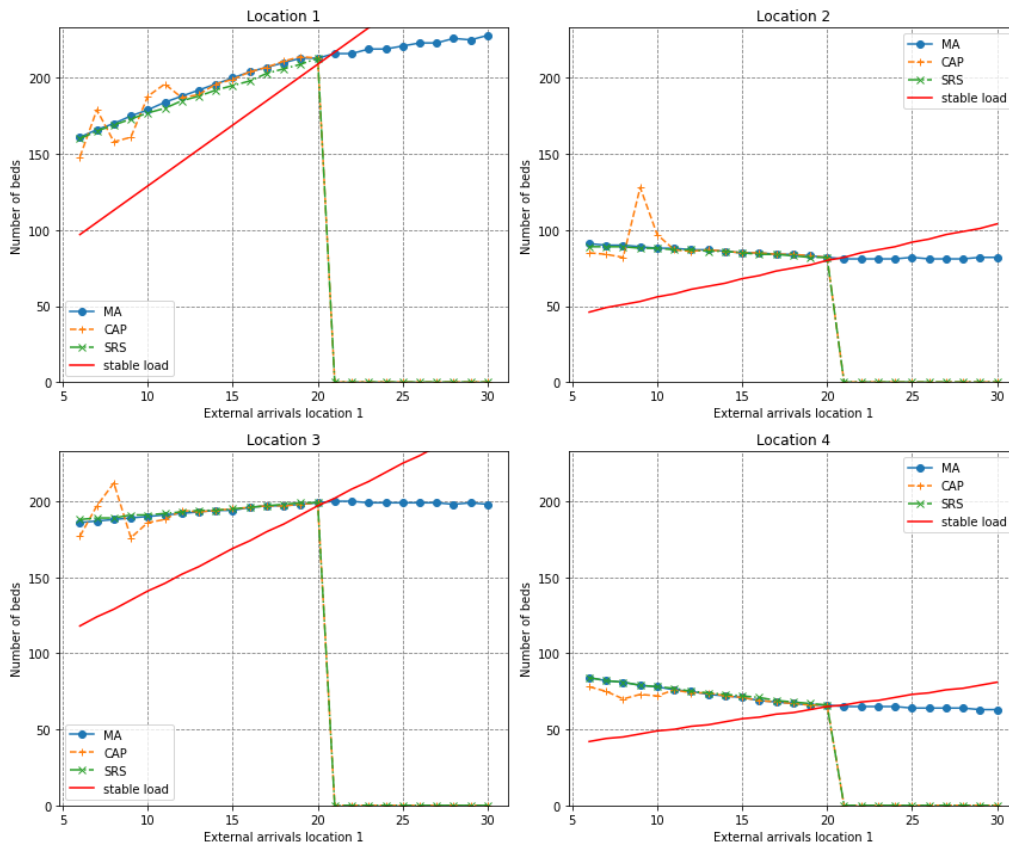 Location 1
Number of beds
200
150
100
50
0
MA
CAP
SRS
stable load
5 10 15 20 25 30
External arrivals location 1
Location 2
Number of beds
200
150
100
50
0
MA
CAP
SRS
stable load
5 10 15 20 25 30
External arrivals location 1
Location 3
Number of beds
200
150
100
50
0
MA
CAP
SRS
stable load
5 10 15 20 25 30
External arrivals location 1
Location 4
Number of beds
200
150
100
50
0
MA
CAP
SRS
stable load
5 10 15 20 25 30
External arrivals location 1